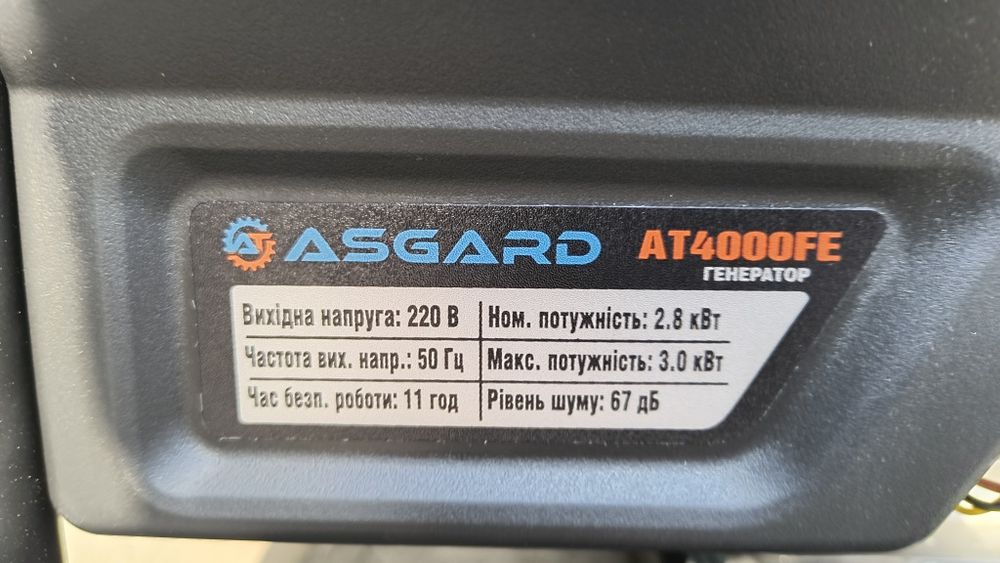 AT ASGARD AT4000FE
ГЕНЕРАТОР
Вихідна напруга: 220 В Ном. потужність: 2.8 кВт
Частота вих. напр.: 50 Гц Макс. потужність: 3.0 кВт
Час безп. роботи: 11 год Рівень шуму: 67 дБ